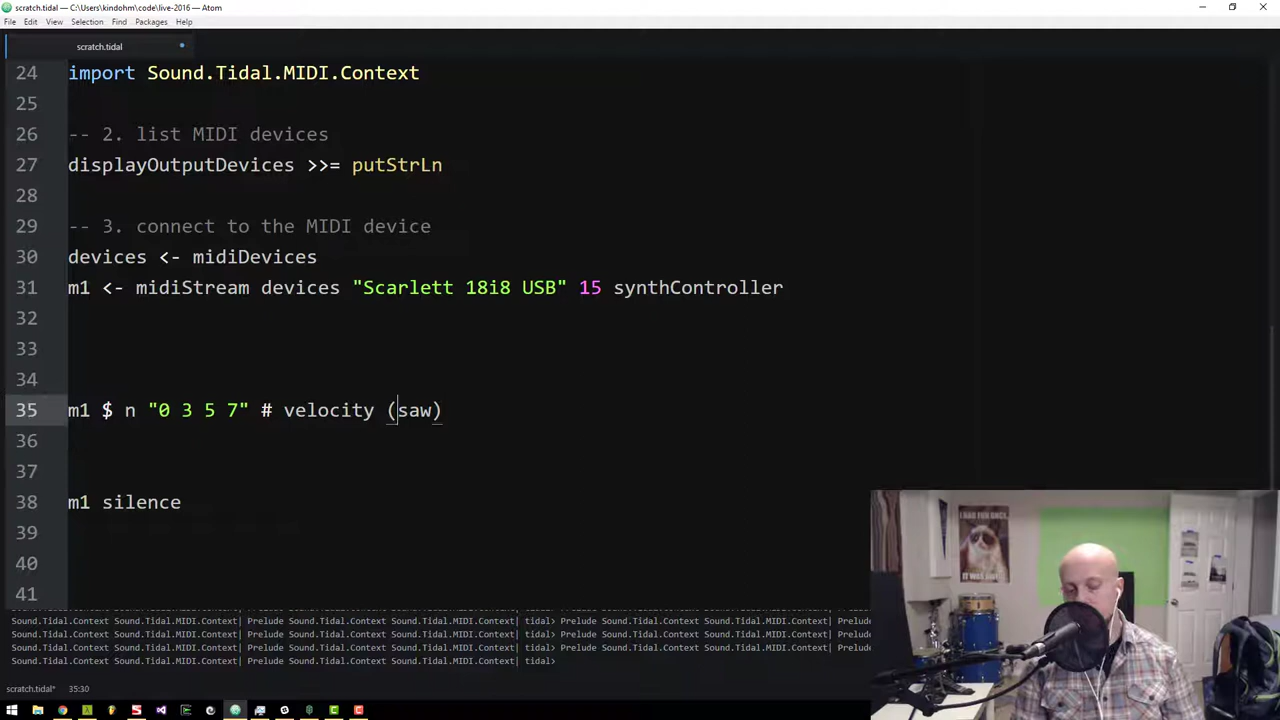 scratch.tidal — C:\Users\kindohm\code\live-2016 — Atom
File Edit View Selection Find Packages Help
scratch.tidal
24 import Sound.Tidal.MIDI.Context
25
26 -- 2. list MIDI devices
27 displayOutputDevices >>= putStrLn
28
29 -- 3. connect to the MIDI device
30 devices <- midiDevices
31 m1 <- midiStream devices "Scarlett 18i8 USB" 15 synthController
32
33
34
35 m1 $ n "0 3 5 7" # velocity (saw)
36
37
38 m1 silence
39
40
41
I HAD FUN ONCE.
IT WAS AWFUL
Sound.Tidal.Context Sound.Tidal.MIDI.Context| Prelude Sound.Tidal.Context Sound.Tidal.MIDI.Context| tidal> Prelude Sound.Tidal.Context Sound.Tidal.MIDI.Context| Prelude
Sound.Tidal.Context Sound.Tidal.MIDI.Context| Prelude Sound.Tidal.Context Sound.Tidal.MIDI.Context| tidal> Prelude Sound.Tidal.Context Sound.Tidal.MIDI.Context| Prelude
Sound.Tidal.Context Sound.Tidal.MIDI.Context| Prelude Sound.Tidal.Context Sound.Tidal.MIDI.Context| tidal> Prelude Sound.Tidal.Context Sound.Tidal.MIDI.Context| Prelude
Sound.Tidal.Context Sound.Tidal.MIDI.Context| Prelude Sound.Tidal.Context Sound.Tidal.MIDI.Context| tidal>
scratch.tidal* 35:30